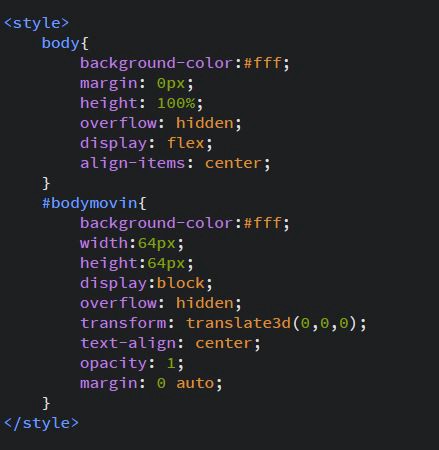 <style>
    body{
        background-color:#fff;
        margin: 0px;
        height: 100%;
        overflow: hidden;
        display: flex;
        align-items: center;
    }
    #bodymovin{
        background-color:#fff;
        width:64px;
        height:64px;
        display:block;
        overflow: hidden;
        transform: translate3d(0,0,0);
        text-align: center;
        opacity: 1;
        margin: 0 auto;
    }
</style>